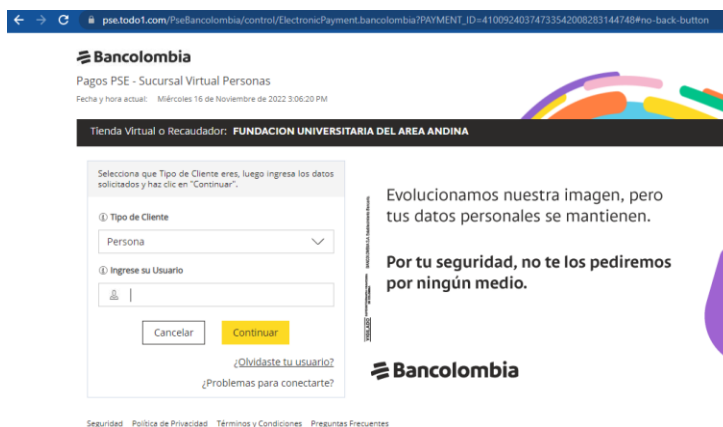 pse.todo1.com/PseBancolombia/control/ElectronicPayment.bancolombia?PAYMENT_ID=41009240374733542008283144748#no-back-button
Bancolombia
Pagos PSE - Sucursal Virtual Personas
Fecha y hora actual: Miércoles 16 de Noviembre de 2022 3:06:20 PM
Tienda Virtual o Recaudador: FUNDACION UNIVERSITARIA DEL AREA ANDINA
Selecciona que Tipo de Cliente eres, luego ingresa los datos
solicitados y haz clic en "Continuar".
Tipo de Cliente
Persona
Ingrese su Usuario
Cancelar
Continuar
¿Olvidaste tu usuario?
¿Problemas para conectarte?
Evolucionamos nuestra imagen, pero
tus datos personales se mantienen.
Por tu seguridad, no te los pediremos
por ningún medio.
VIGILADO
Bancolombia
Seguridad Política de Privacidad Términos y Condiciones Preguntas Frecuentes